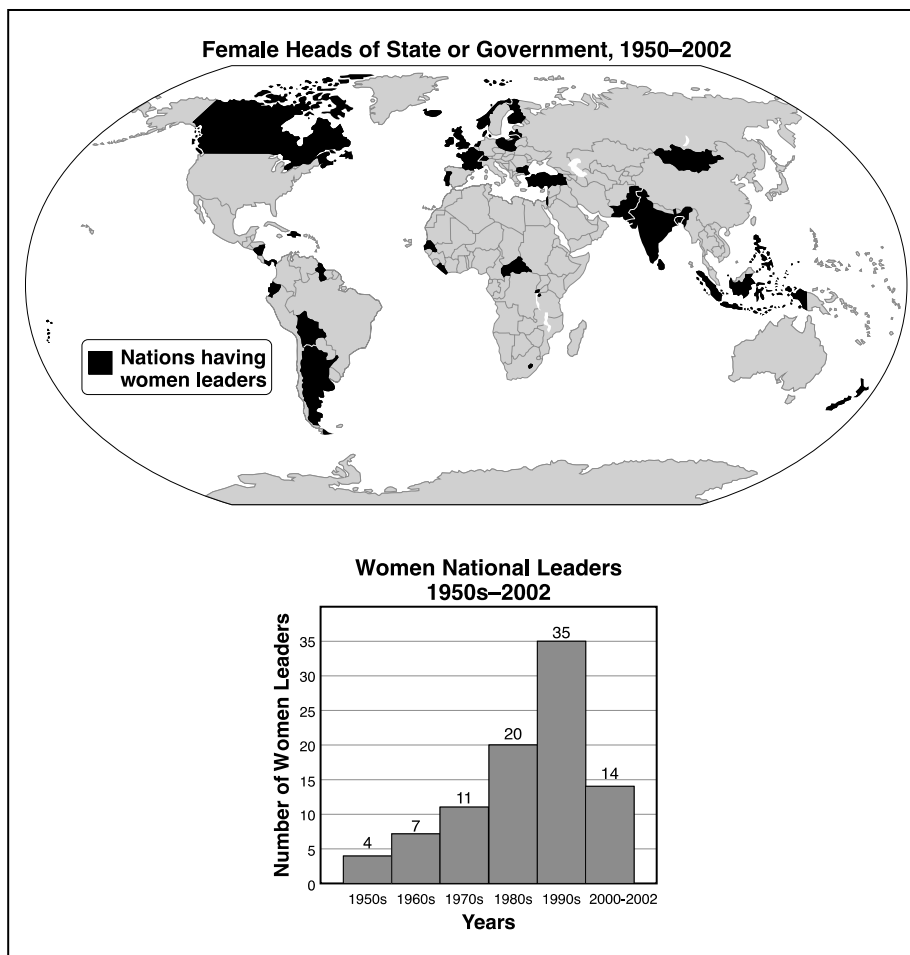 Female Heads of State or Government, 1950–2002
Nations having
women leaders
Women National Leaders
1950s–2002
Number of Women Leaders
35
30
25
20
15
10
5
0
4
7
11
20
35
14
1950s 1960s 1970s 1980s 1990s 2000-2002
Years